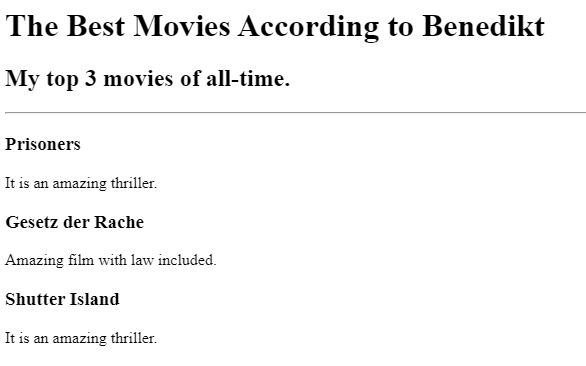 The Best Movies According to Benedikt
My top 3 movies of all-time.
Prisoners
It is an amazing thriller.
Gesetz der Rache
Amazing film with law included.
Shutter Island
It is an amazing thriller.